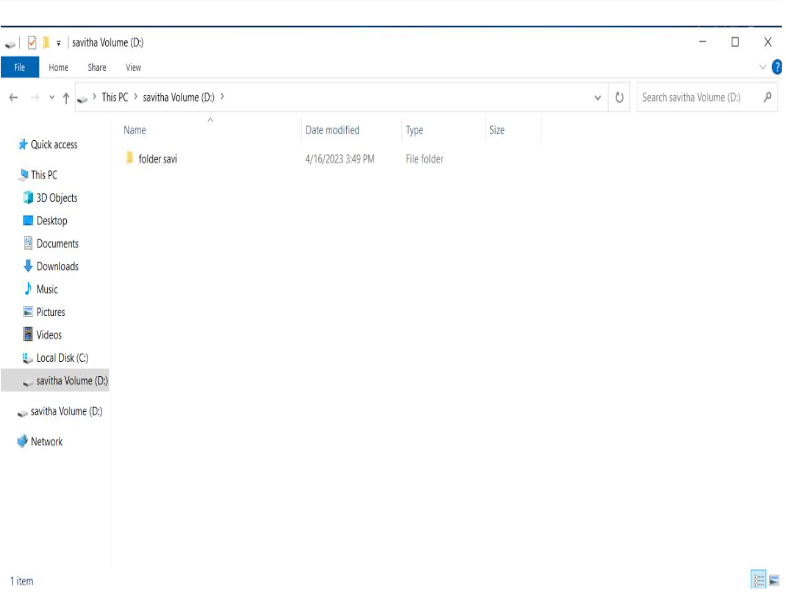 savitha Volume (D:)
File Home Share View
This PC > savitha Volume (D:) >
Search savitha Volume (D:)
Name Date modified Type Size
folder savi 4/16/2023 3:49 PM File folder
Quick access
This PC
3D Objects
Desktop
Documents
Downloads
Music
Pictures
Videos
Local Disk (C:)
savitha Volume (D:)
savitha Volume (D:)
Network
1 item